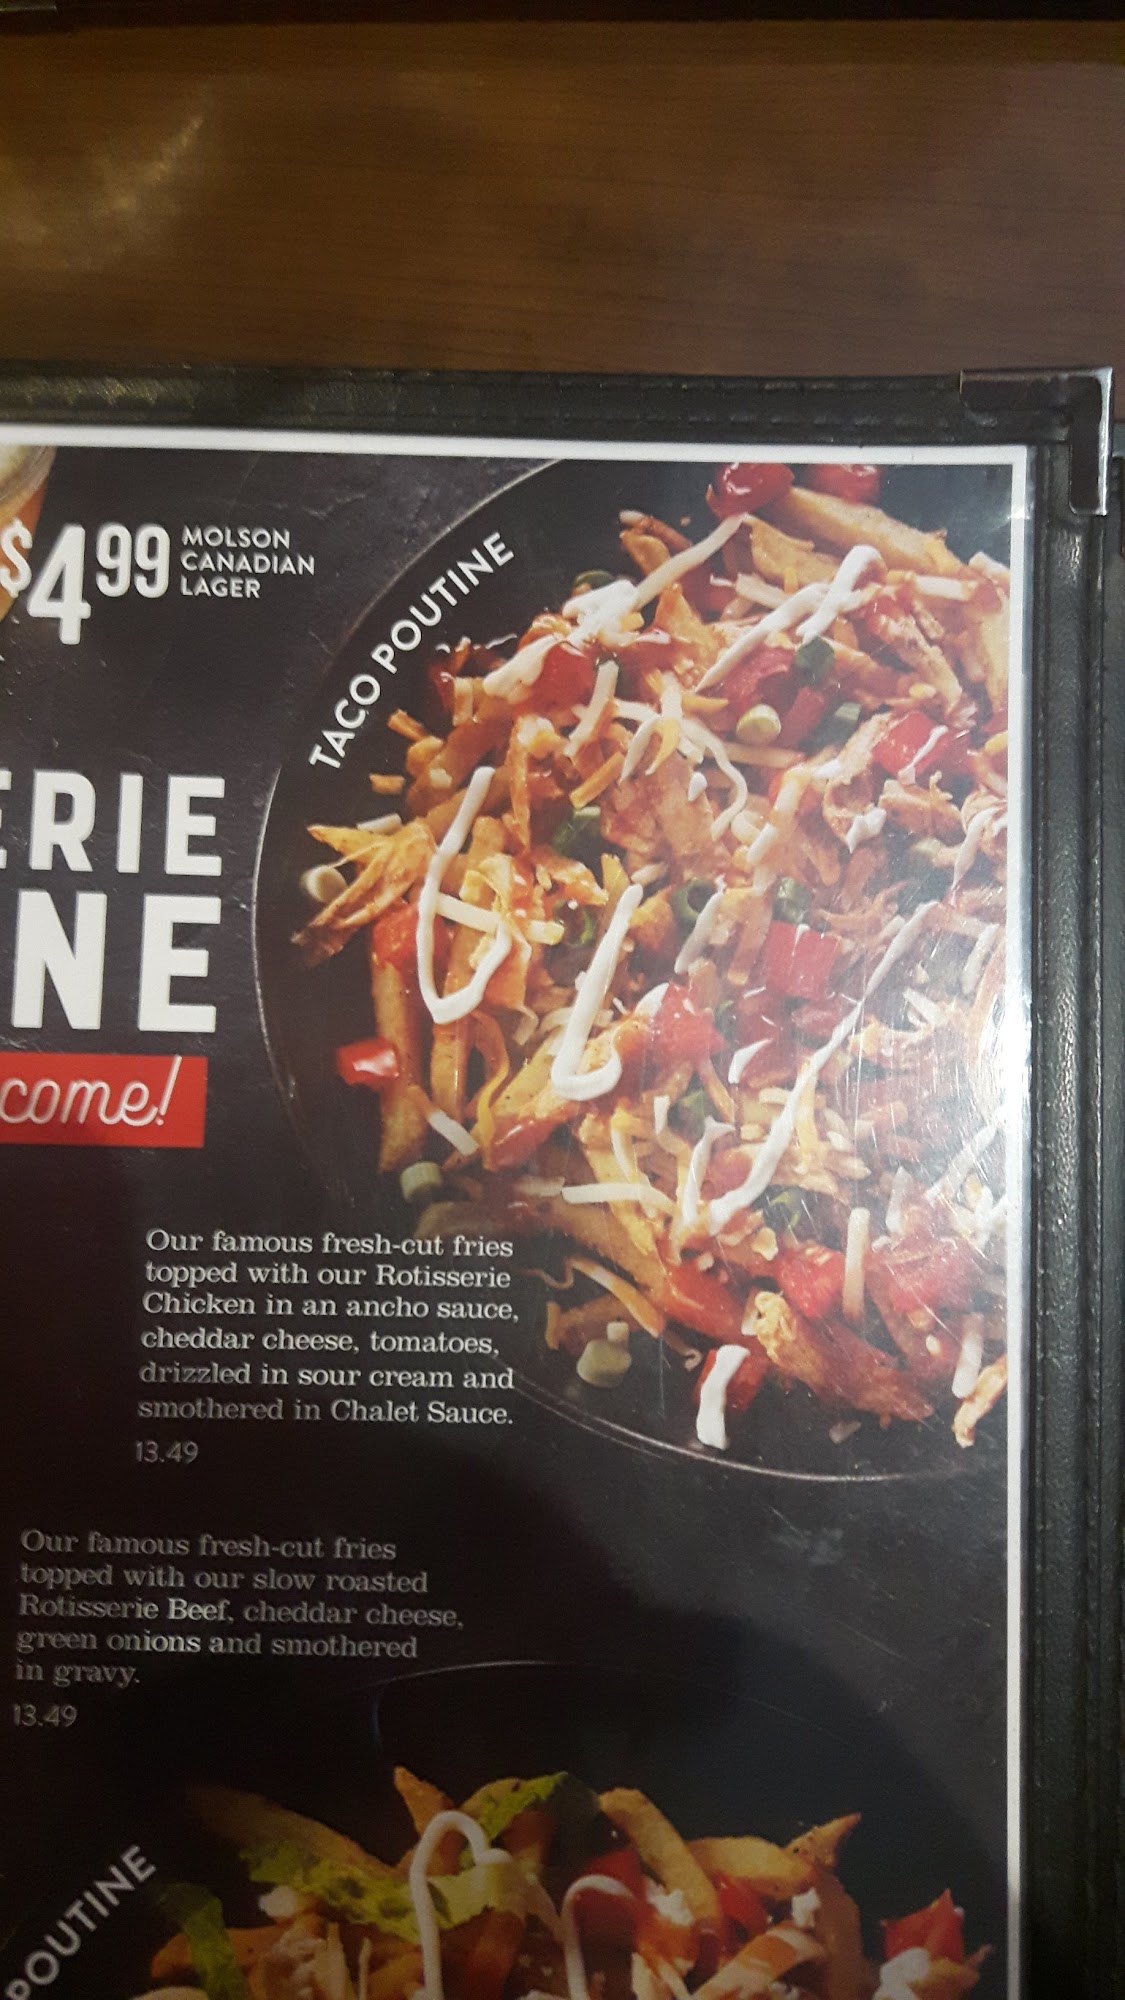 $4.99 MOLSON
CANADIAN
LAGER
TACO POUTINE
ERIE
NE
come!
Our famous fresh-cut fries
topped with our Rotisserie
Chicken in an ancho sauce,
cheddar cheese, tomatoes,
drizzled in sour cream and
smothered in Chalet Sauce.
13.49
Our famous fresh-cut fries
topped with our slow roasted
Rotisserie Beef, cheddar cheese,
green onions and smothered
in gravy.
13.49
POUTINE